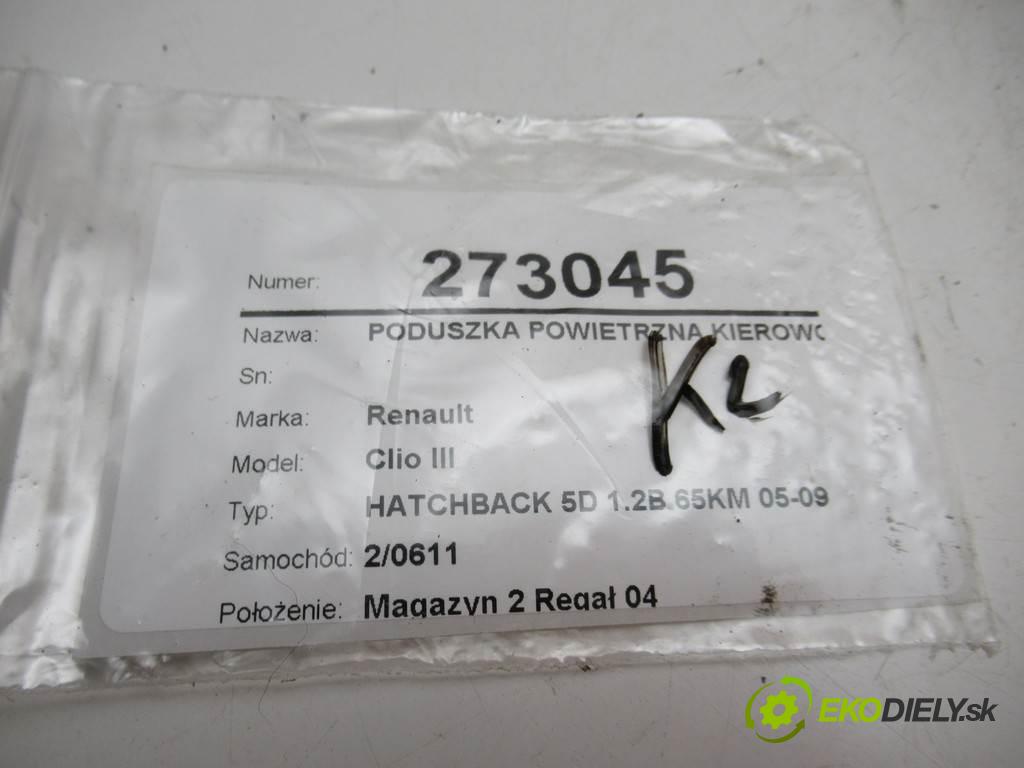 Numer: 273045
Nazwa: PODUSZKA POWIETRZNA KIEROWC
Sn:
Marka: Renault
Model: Clio III
Typ: HATCHBACK 5D 1.2B 65KM 05-09
Samochód: 2/0611
Położenie: Magazyn 2 Regał 04
KL
EKODIELY.sk